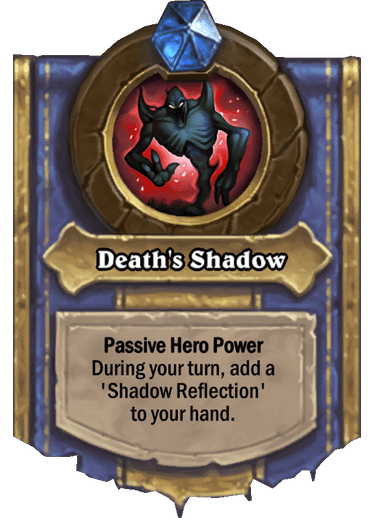 Death's Shadow
Passive Hero Power
During your turn, add a
'Shadow Reflection'
to your hand.